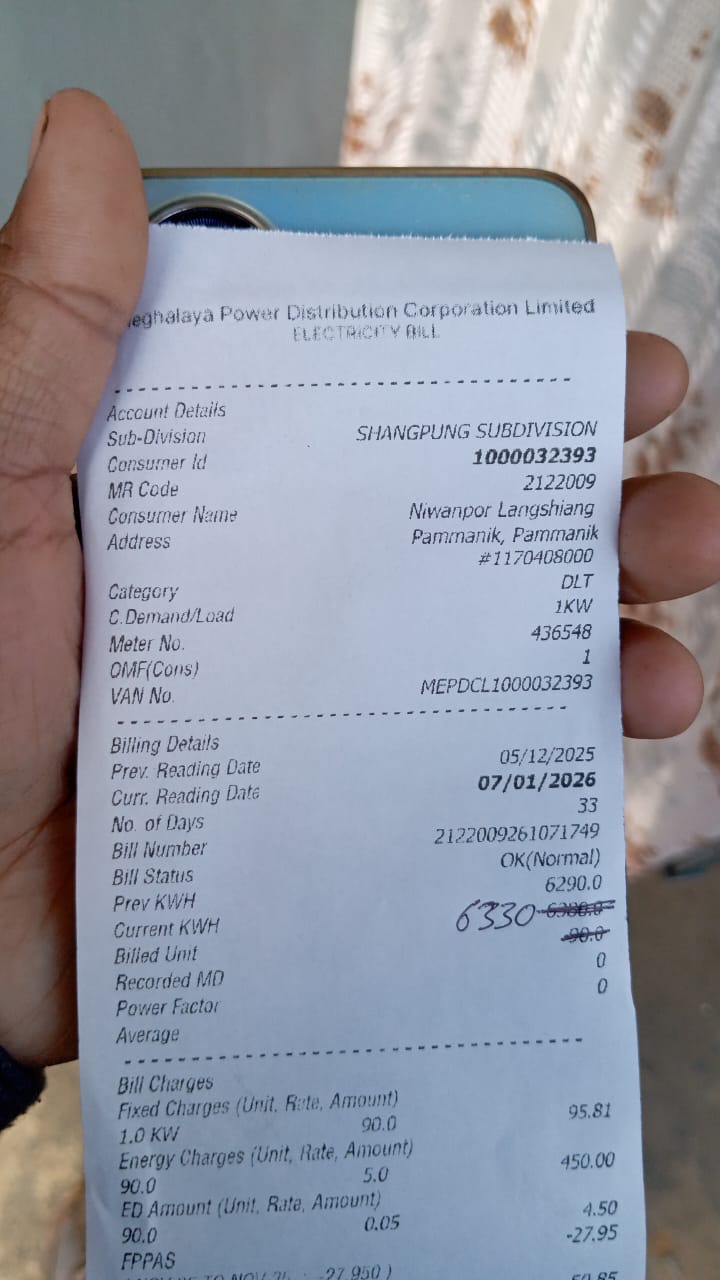 eghalaya Power Distribution Corporation Limited
ELECTRICITY BILL
Account Details
Sub-Division SHANGPUNG SUBDIVISION
Consumer Id 1000032393
MR Code 2122009
Consumer Name Niwanpor Langshiang
Address Pammanik, Pammanik
#1170408000
Category DLT
C.Demand/Load 1KW
Meter No. 436548
OMF(Cons) 1
VAN No. MEPDCL1000032393
Billing Details
Prev. Reading Date 05/12/2025
Curr. Reading Date 07/01/2026
No. of Days 33
Bill Number 2122009261071749
Bill Status OK(Normal)
Prev KWH 6290.0
Current KWH 6330
Billed Unit 90.0
Recorded MD 0
Power Factor 0
Average
Bill Charges
Fixed Charges (Unit, Rate, Amount)
1.0 KW 90.0 95.81
Energy Charges (Unit, Rate, Amount)
90.0 5.0 450.00
ED Amount (Unit, Rate, Amount)
90.0 0.05 4.50
FPPAS -27.95
-27.950 )